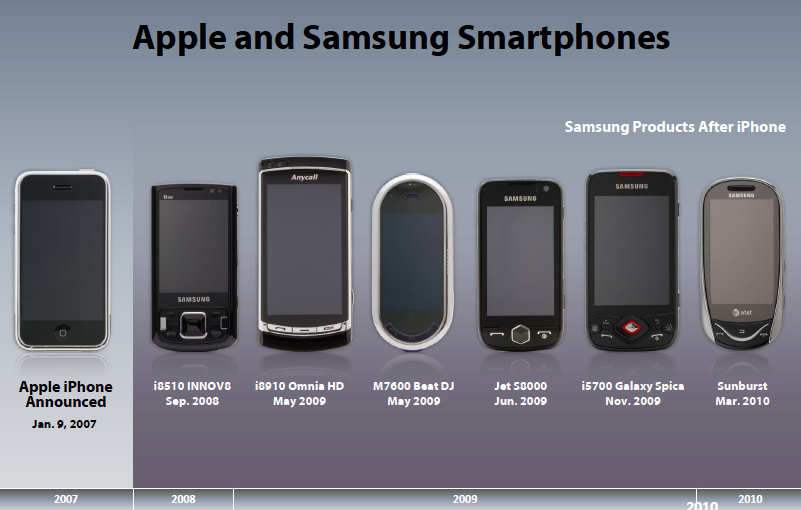 Apple and Samsung Smartphones
Samsung Products After iPhone
Anycall
SAMSUNG
SAMSUNG
SAMSUNG
SAMSUNG
at&t
Apple iPhone
Announced
Jan. 9, 2007
i8510 INNOV8
Sep. 2008
i8910 Omnia HD
May 2009
M7600 Beat DJ
May 2009
Jet S8000
Jun. 2009
i5700 Galaxy Spica
Nov. 2009
Sunburst
Mar. 2010
2007
2008
2009
2010
2010